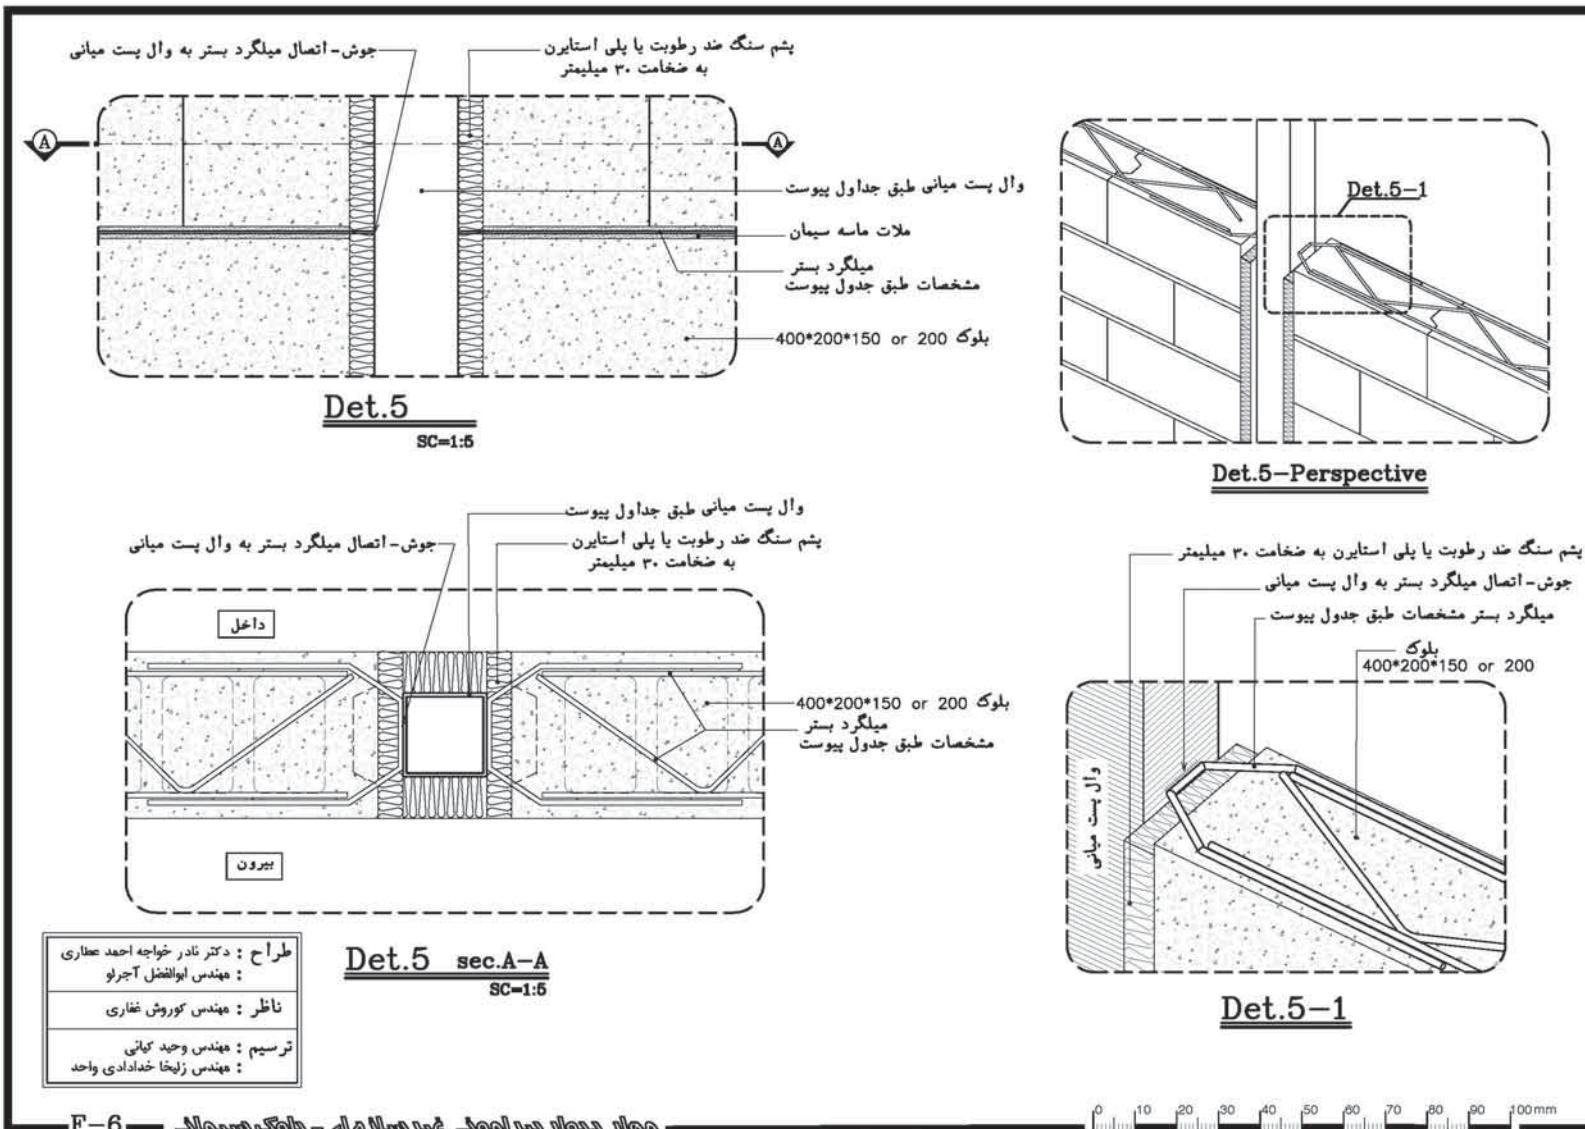 جوش-اتصال میلگرد بستر به وال پست میانی
پشم سنگ ضد رطوبت یا پلی استایرن
به ضخامت ۳۰ میلیمتر
A
A
وال پست میانی طبق جداول پیوست
ملات ماسه سیمان
میلگرد بستر
مشخصات طبق جدول پیوست
بلوک 400*200*150 or 200
Det.5
SC=1:5
Det.5-1
Det.5-Perspective
وال پست میانی طبق جداول پیوست
جوش-اتصال میلگرد بستر به وال پست میانی
پشم سنگ ضد رطوبت یا پلی استایرن
به ضخامت ۳۰ میلیمتر
داخل
بلوک 400*200*150 or 200
میلگرد بستر
مشخصات طبق جدول پیوست
بیرون
Det.5 sec.A-A
SC=1:5
پشم سنگ ضد رطوبت یا پلی استایرن به ضخامت ۳۰ میلیمتر
جوش-اتصال میلگرد بستر به وال پست میانی
میلگرد بستر مشخصات طبق جدول پیوست
بلوک
400*200*150 or 200
وال پست میانی
Det.5-1
طراح : دکتر نادر خواجه احمد عطاری
: مهندس ابوالفضل آجرلو
ناظر : مهندس کوروش غفاری
ترسیم : مهندس وحید کیانی
: مهندس زلیخا خدادادی واحد
0 10 20 30 40 50 60 70 80 90 100mm